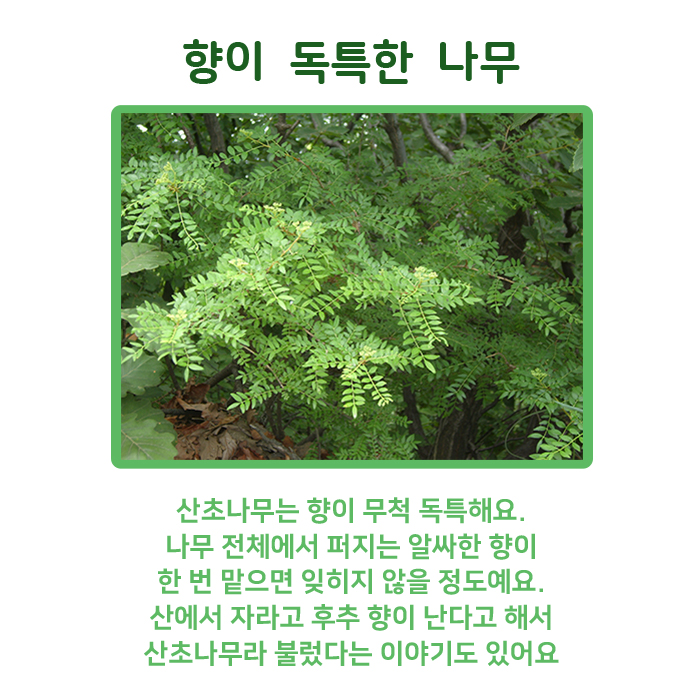 향이 독특한 나무
산초나무는 향이 무척 독특해요.
나무 전체에서 퍼지는 알싸한 향이
한 번 맡으면 잊히지 않을 정도예요.
산에서 자라고 후추 향이 난다고 해서
산초나무라 불렀다는 이야기도 있어요